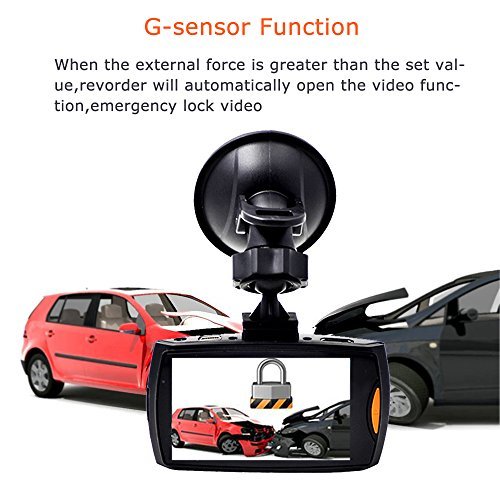 G-sensor Function
When the external force is greater than the set val-
ue,revorder will automatically open the video func-
tion,emergency lock video